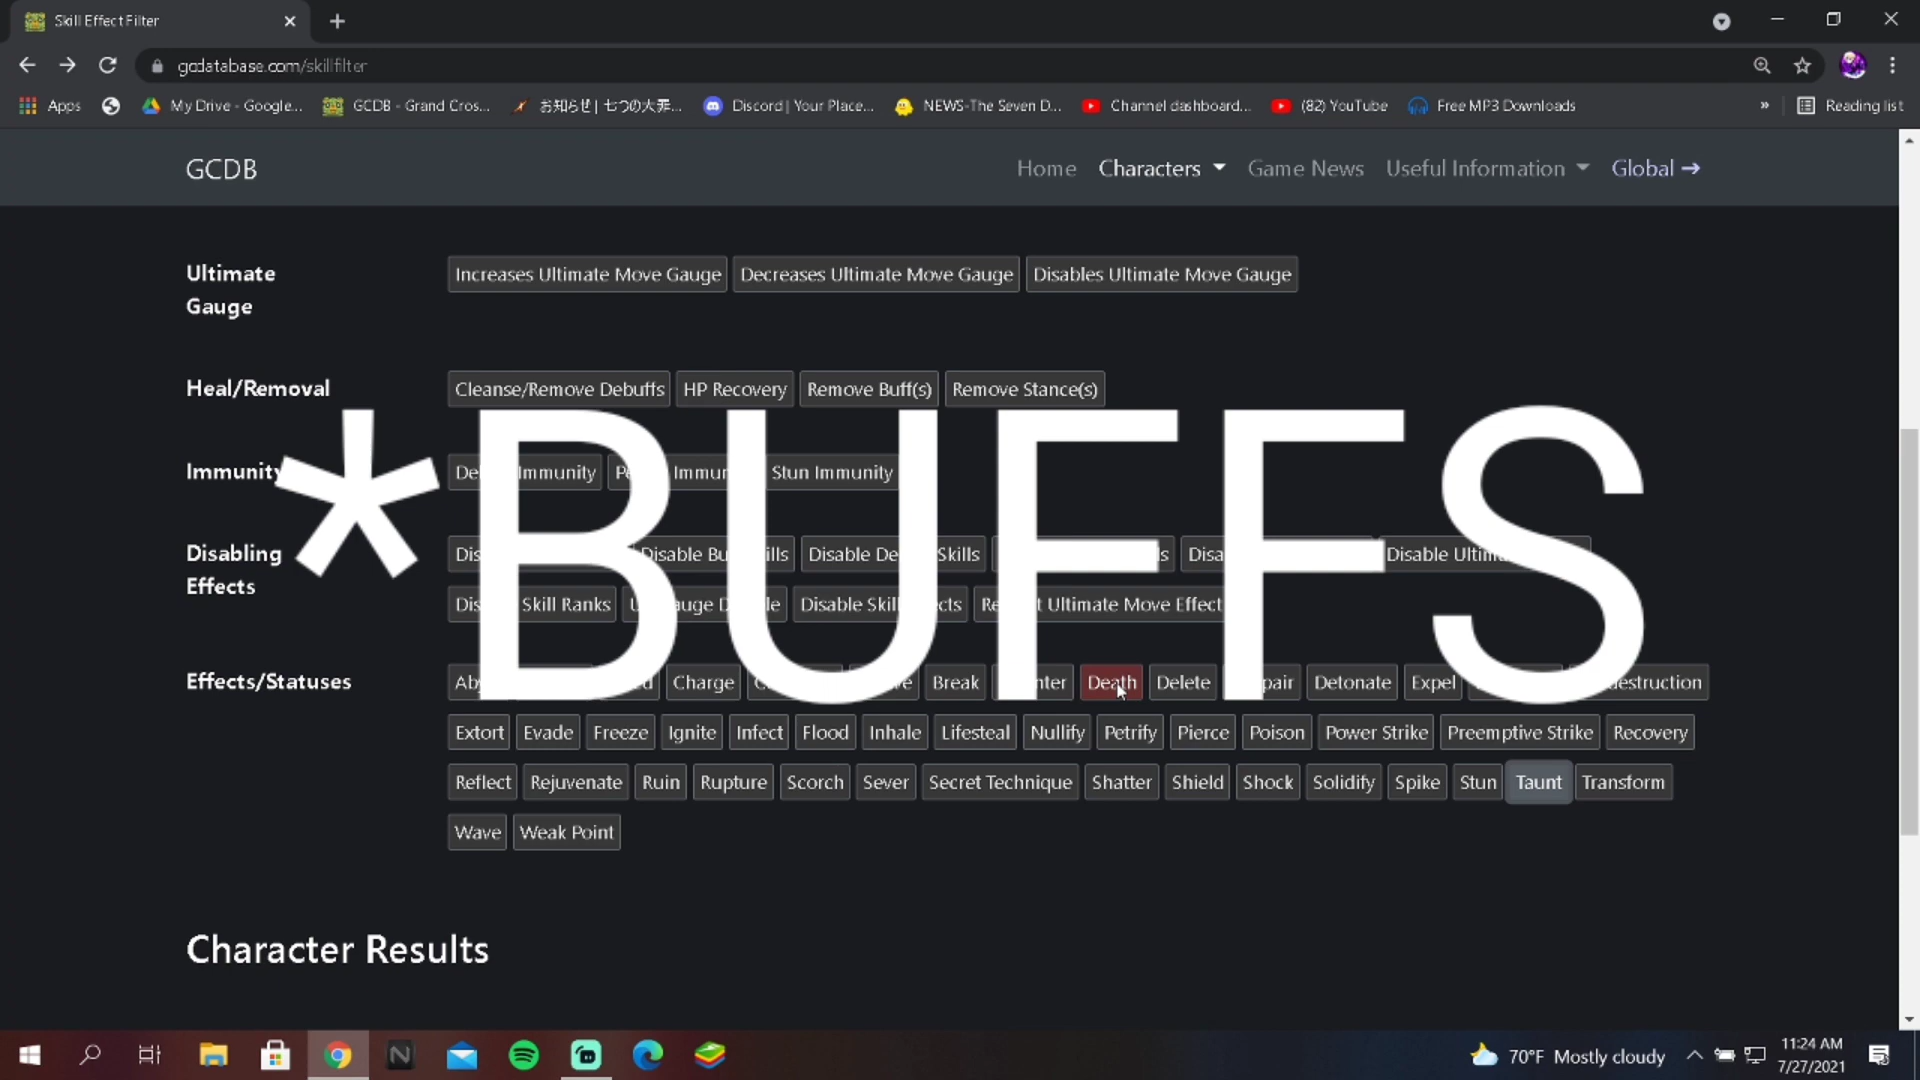 Skill Effect Filter
gcdatabase.com/skillfilter
Apps My Drive - Google... GCDB - Grand Cros... お知らせ | 七つの大罪... Discord | Your Place... NEWS-The Seven D... Channel dashboard... (82) YouTube Free MP3 Downloads » Reading list
GCDB Home Characters Game News Useful Information Global →
Ultimate Gauge Increases Ultimate Move Gauge Decreases Ultimate Move Gauge Disables Ultimate Move Gauge
Heal/Removal Cleanse/Remove Debuffs HP Recovery Remove Buff(s) Remove Stance(s)
*BUFFS
Immunity Immunity Stun Immunity
Disabling Effects Disable Skills
Skill Ranks Disable Ultimate Move Effect
Effects/Statuses Charge Break Death Delete Detonate Expel
Extort Evade Freeze Ignite Infect Flood Inhale Lifesteal Nullify Petrify Pierce Poison Power Strike Preemptive Strike Recovery
Reflect Rejuvenate Ruin Rupture Scorch Sever Secret Technique Shatter Shield Shock Solidify Spike Stun Taunt Transform
Wave Weak Point
Character Results
70°F Mostly cloudy
11:24 AM
7/27/2021